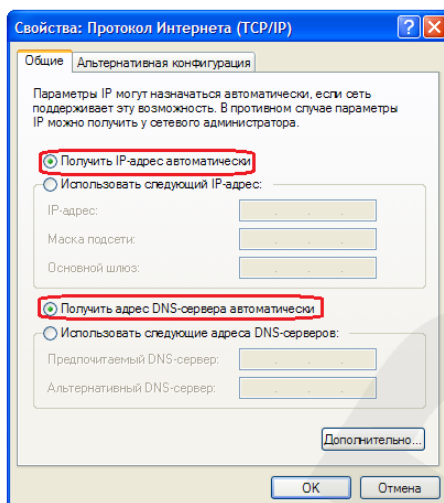 Свойства: Протокол Интернета (TCP/IP)
Общие
Альтернативная конфигурация
Параметры IP могут назначаться автоматически, если сеть
поддерживает эту возможность. В противном случае параметры
IP можно получить у сетевого администратора.
Получить IP-адрес автоматически
Использовать следующий IP-адрес:
IP-адрес:
Маска подсети:
Основной шлюз:
Получить адрес DNS-сервера автоматически
Использовать следующие адреса DNS-серверов:
Предпочитаемый DNS-сервер:
Альтернативный DNS-сервер:
Дополнительно...
OK
Отмена